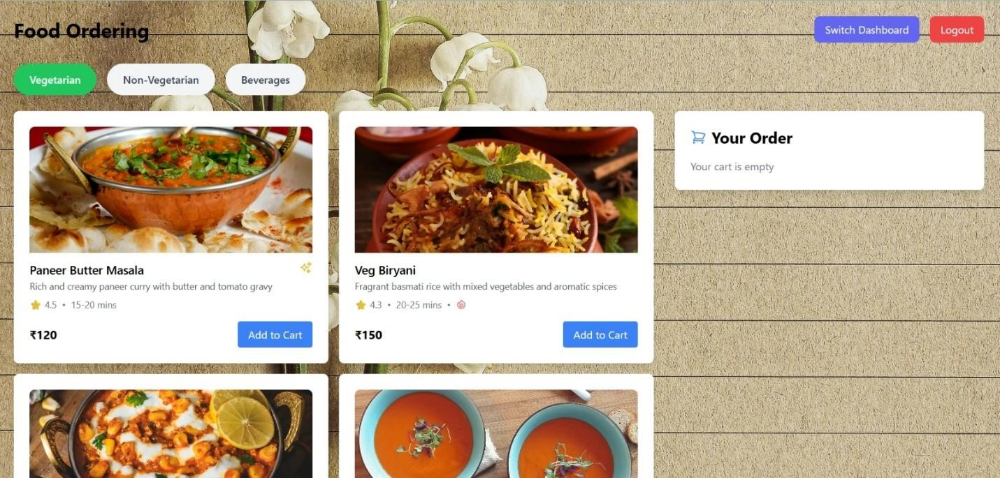 Food Ordering
Switch Dashboard
Logout
Vegetarian
Non-Vegetarian
Beverages
Paneer Butter Masala
Rich and creamy paneer curry with butter and tomato gravy
4.5 • 15-20 mins
₹120
Add to Cart
Veg Biryani
Fragrant basmati rice with mixed vegetables and aromatic spices
4.3 • 20-25 mins •
₹150
Add to Cart
Your Order
Your cart is empty